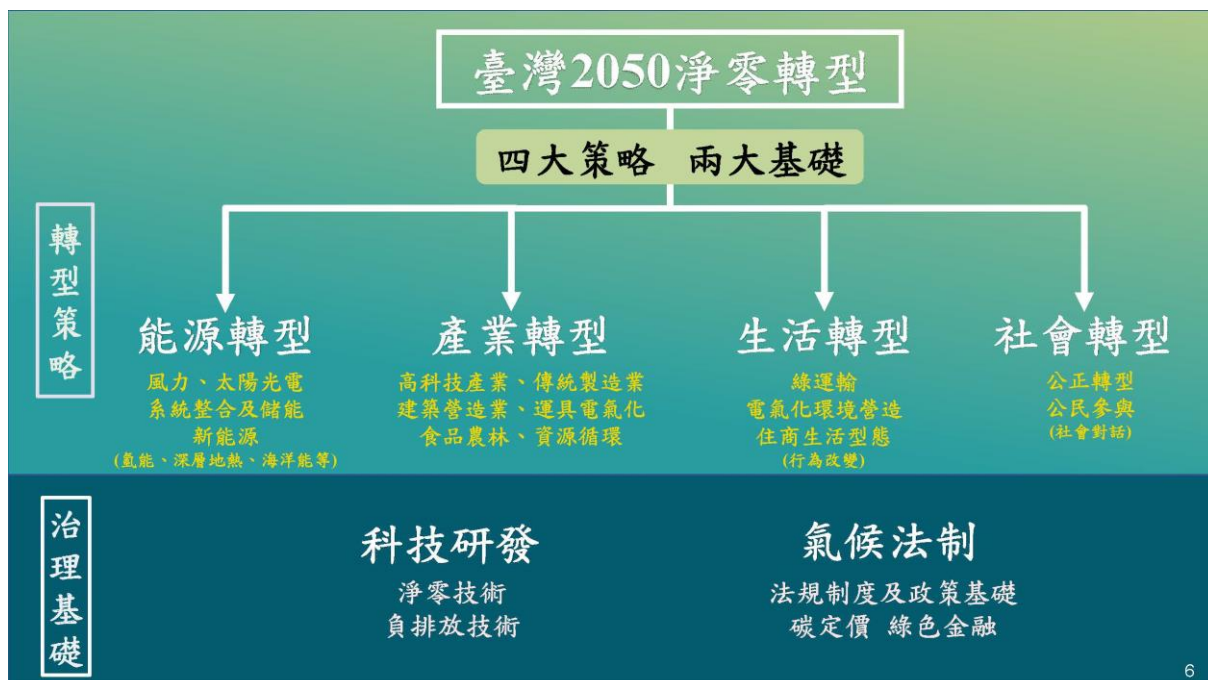 臺灣2050淨零轉型
四大策略 兩大基礎
轉型策略
能源轉型
風力、太陽光電
系統整合及儲能
新能源
(氫能、深層地熱、海洋能等)
產業轉型
高科技產業、傳統製造業
建築營造業、運具電氣化
食品農林、資源循環
生活轉型
綠運輸
電氣化環境營造
住商生活型態
(行為改變)
社會轉型
公正轉型
公民參與
(社會對話)
治理基礎
科技研發
淨零技術
負排放技術
氣候法制
法規制度及政策基礎
碳定價 綠色金融
6